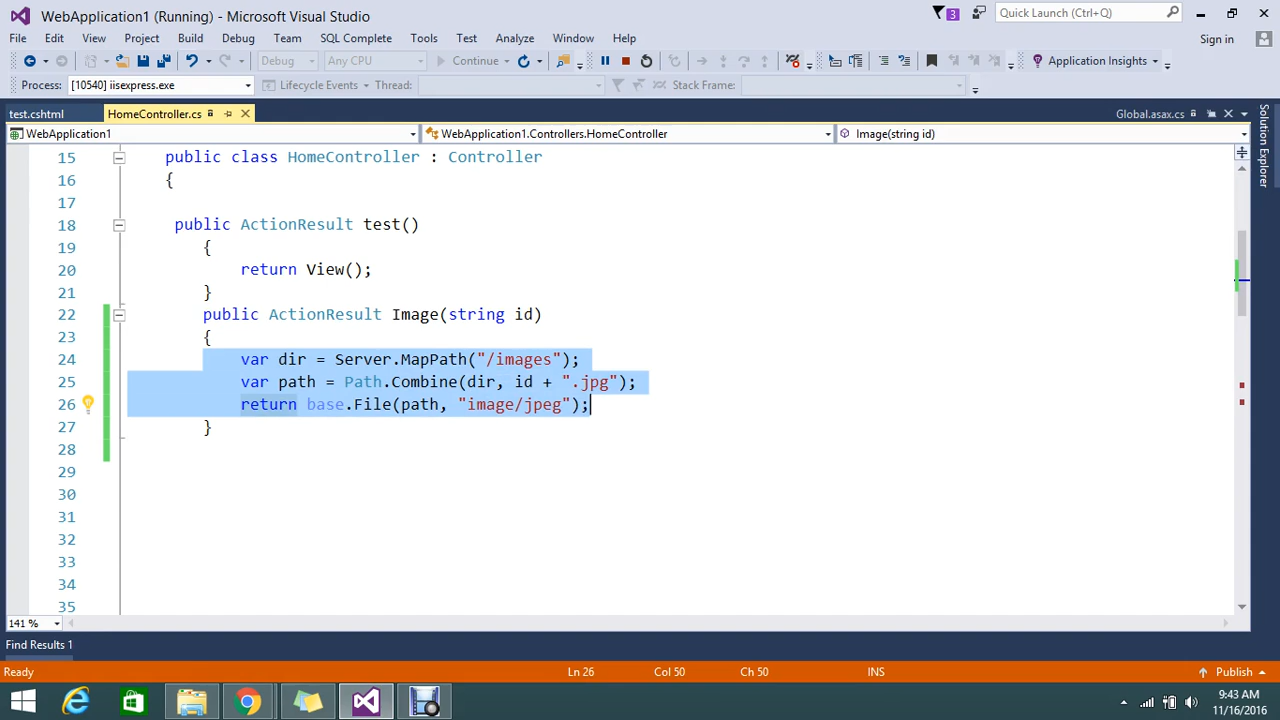 WebApplication1 (Running) - Microsoft Visual Studio
3
Quick Launch (Ctrl+Q)
File Edit View Project Build Debug Team SQL Complete Tools Test Analyze Window Help
Sign in
Debug Any CPU Continue Application Insights
Process: [10540] iisexpress.exe Lifecycle Events Thread: Stack Frame:
test.cshtml HomeController.cs Global.asax.cs
WebApplication1 WebApplication1.Controllers.HomeController Image(string id)
Solution Explorer
15 public class HomeController : Controller
16 {
17
18 public ActionResult test()
19 {
20 return View();
21 }
22 public ActionResult Image(string id)
23 {
24 var dir = Server.MapPath("/images");
25 var path = Path.Combine(dir, id + ".jpg");
26 return base.File(path, "image/jpeg");
27 }
28
29
30
31
32
33
34
35
141 %
Find Results 1
Ready Ln 26 Col 50 Ch 50 INS Publish
9:43 AM
11/16/2016